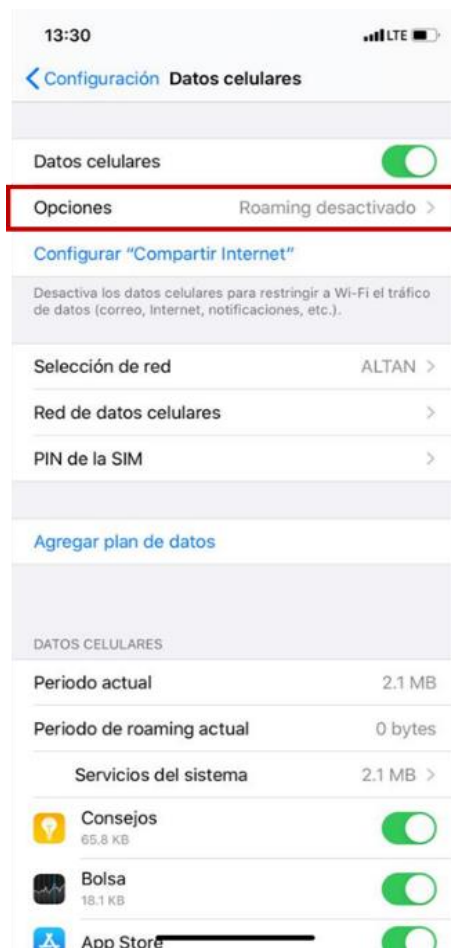 13:30
LTE
Configuración Datos celulares
Datos celulares
Opciones Roaming desactivado
Configurar “Compartir Internet”
Desactiva los datos celulares para restringir a Wi-Fi el tráfico
de datos (correo, Internet, notificaciones, etc.).
Selección de red ALTAN
Red de datos celulares
PIN de la SIM
Agregar plan de datos
DATOS CELULARES
Periodo actual 2.1 MB
Periodo de roaming actual 0 bytes
Servicios del sistema 2.1 MB
Consejos
65.8 KB
Bolsa
18.1 KB
App Store